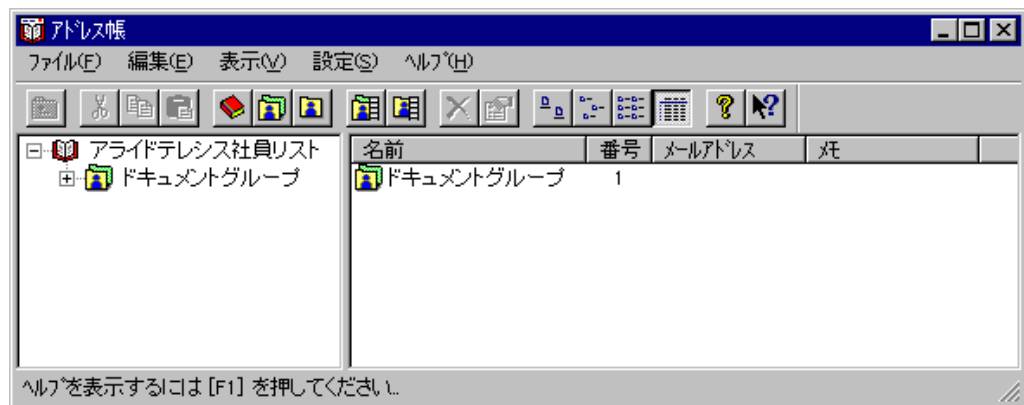 アドレス帳
ファイル(F) 編集(E) 表示(V) 設定(S) ヘルプ(H)
アライドテレシス社員リスト
ドキュメントグループ
名前 番号 メールアドレス メモ
ドキュメントグループ 1
ヘルプを表示するには [F1] を押してください。